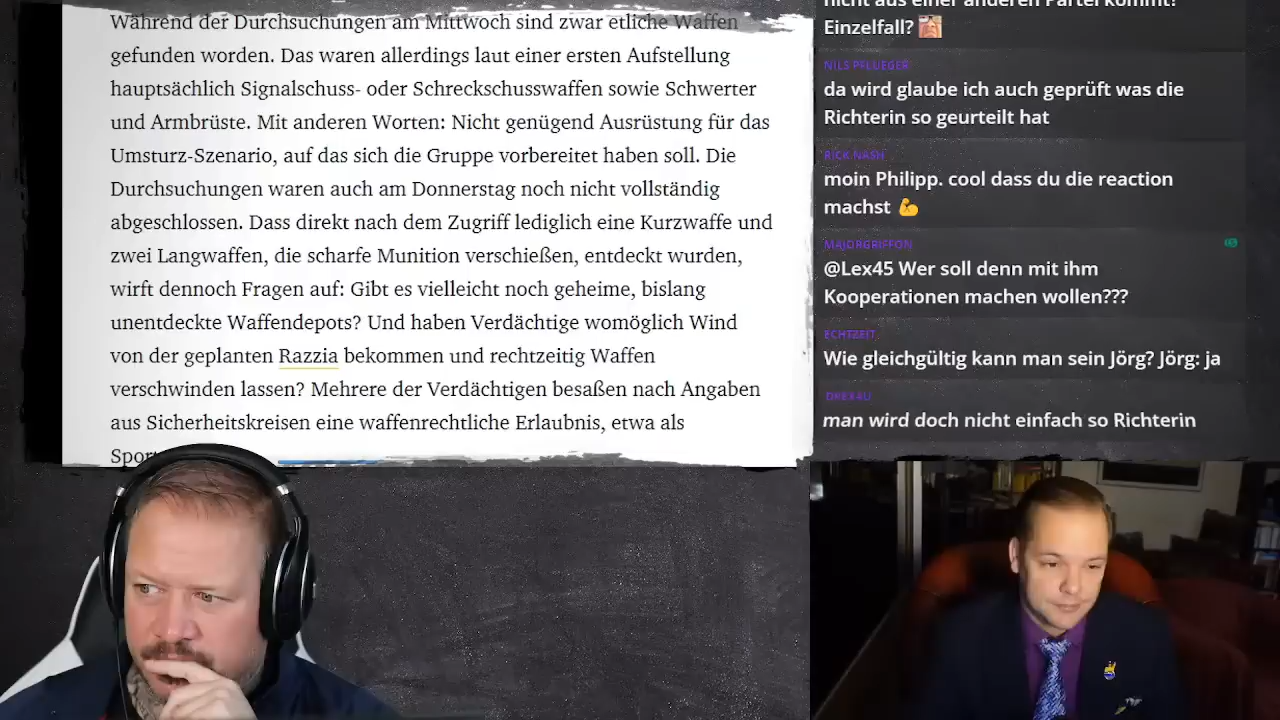 Während der Durchsuchungen am Mittwoch sind zwar etliche Waffen
gefunden worden. Das waren allerdings laut einer ersten Aufstellung
hauptsächlich Signalschuss- oder Schreckschusswaffen sowie Schwerter
und Armbrüste. Mit anderen Worten: Nicht genügend Ausrüstung für das
Umsturz-Szenario, auf das sich die Gruppe vorbereitet haben soll. Die
Durchsuchungen waren auch am Donnerstag noch nicht vollständig
abgeschlossen. Dass direkt nach dem Zugriff lediglich eine Kurzwaffe und
zwei Langwaffen, die scharfe Munition verschießen, entdeckt wurden,
wirft dennoch Fragen auf: Gibt es vielleicht noch geheime, bislang
unentdeckte Waffendepots? Und haben Verdächtige womöglich Wind
von der geplanten Razzia bekommen und rechtzeitig Waffen
verschwinden lassen? Mehrere der Verdächtigen besaßen nach Angaben
aus Sicherheitskreisen eine waffenrechtliche Erlaubnis, etwa als
nicht aus einer anderen Partei kommt?
Einzelfall?
NILS PFLUEGER
da wird glaube ich auch geprüft was die
Richterin so geurteilt hat
RICK NASH
moin Philipp. cool dass du die reaction
machst 💪
MAJORGRIFFON
@Lex45 Wer soll denn mit ihm
Kooperationen machen wollen???
ECHTZEIT
Wie gleichgültig kann man sein Jörg? Jörg: ja
man wird doch nicht einfach so Richterin